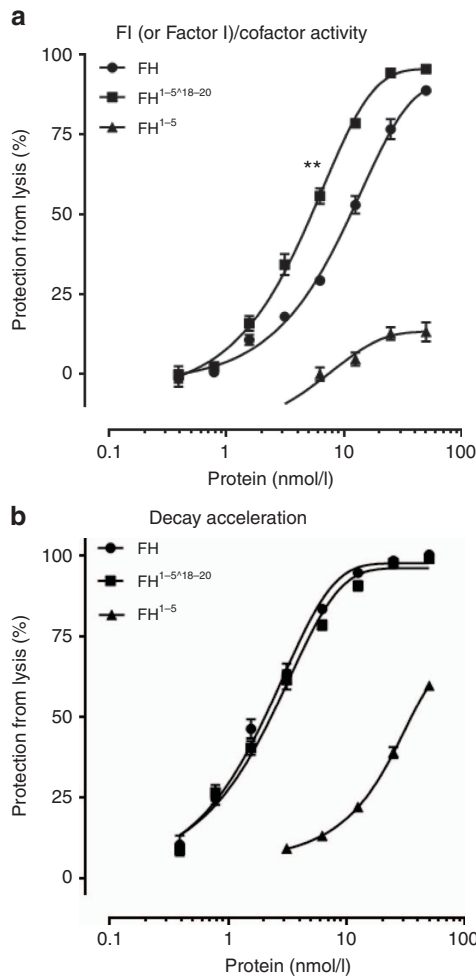 a
FI (or Factor I)/cofactor activity
100
75
50
25
0
Protection from lysis (%)
FH
FH1–5^18–20
FH1–5
**
0.1
1
10
100
Protein (nmol/l)
b
Decay acceleration
100
75
50
25
0
Protection from lysis (%)
FH
FH1–5^18–20
FH1–5
0.1
1
10
100
Protein (nmol/l)